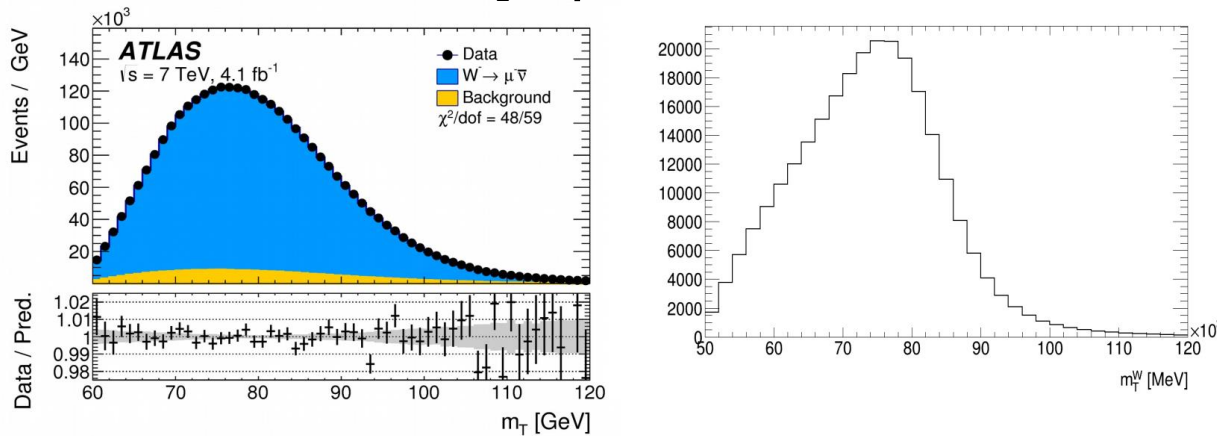 ×10³
ATLAS
√s = 7 TeV, 4.1 fb⁻¹
Data
W⁻→ μ⁻ν̅
Background
χ²/dof = 48/59
Events / GeV
140
120
100
80
60
40
20
Data / Pred.
1.02
1.01
1
0.99
0.98
60 70 80 90 100 110 120
m_T [GeV]
20000
18000
16000
14000
12000
10000
8000
6000
4000
2000
0
50 60 70 80 90 100 110 120
m_T^W [MeV]